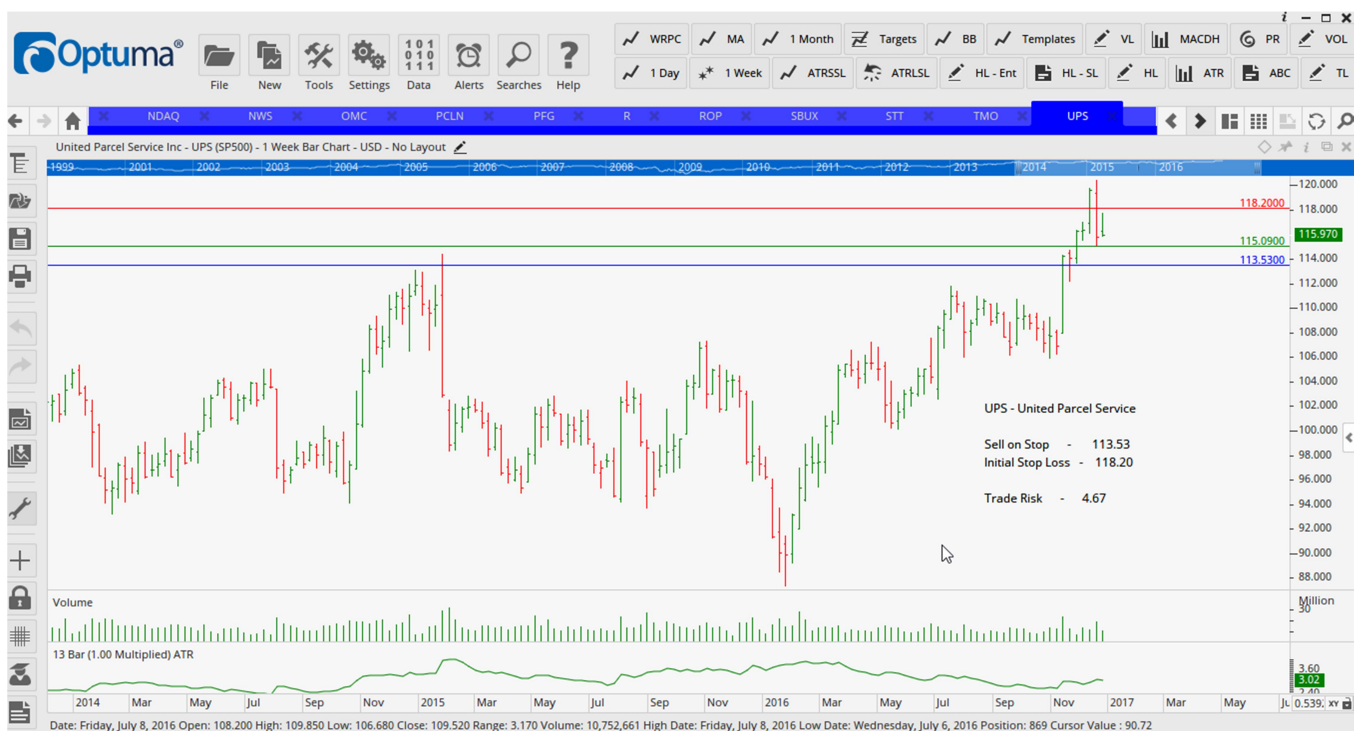 Optuma®
File New Tools Settings Data Alerts Searches Help
WRPC MA 1 Month Targets BB Templates VL MACDH PR VOL
1 Day 1 Week ATRSSL ATRLSL HL - Ent HL - SL HL ATR ABC TL
NDAQ NWS OMC PCLN PFG R ROP SBUX STT TMO UPS
United Parcel Service Inc - UPS (SP500) - 1 Week Bar Chart - USD - No Layout
1999 2001 2002 2003 2004 2005 2006 2007 2008 2009 2010 2011 2012 2013 2014 2015 2016
120.000
118.2000
118.000
115.970
115.0900
114.000
113.5300
112.000
110.000
108.000
106.000
104.000
102.000
100.000
98.000
96.000
94.000
92.000
90.000
88.000
UPS - United Parcel Service
Sell on Stop - 113.53
Initial Stop Loss - 118.20
Trade Risk - 4.67
Volume
Million
30
13 Bar (1.00 Multiplied) ATR
3.60
3.02
2.40
2014 Mar May Jul Sep Nov 2015 Mar May Jul Sep Nov 2016 Mar May Jul Sep Nov 2017 Mar May
XY
Date: Friday, July 8, 2016 Open: 108.200 High: 109.850 Low: 106.680 Close: 109.520 Range: 3.170 Volume: 10,752,661 High Date: Friday, July 8, 2016 Low Date: Wednesday, July 6, 2016 Position: 869 Cursor Value : 90.72